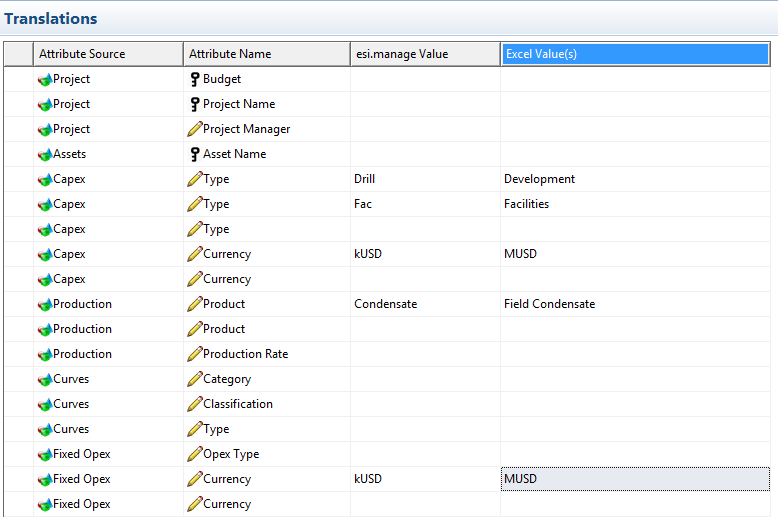 Translations
Attribute Source Attribute Name esi.manage Value Excel Value(s)
Project Budget
Project Project Name
Project Project Manager
Assets Asset Name
Capex Type Drill Development
Capex Type Fac Facilities
Capex Type
Capex Currency kUSD MUSD
Capex Currency
Production Product Condensate Field Condensate
Production Product
Production Production Rate
Curves Category
Curves Classification
Curves Type
Fixed Opex Opex Type
Fixed Opex Currency kUSD MUSD
Fixed Opex Currency